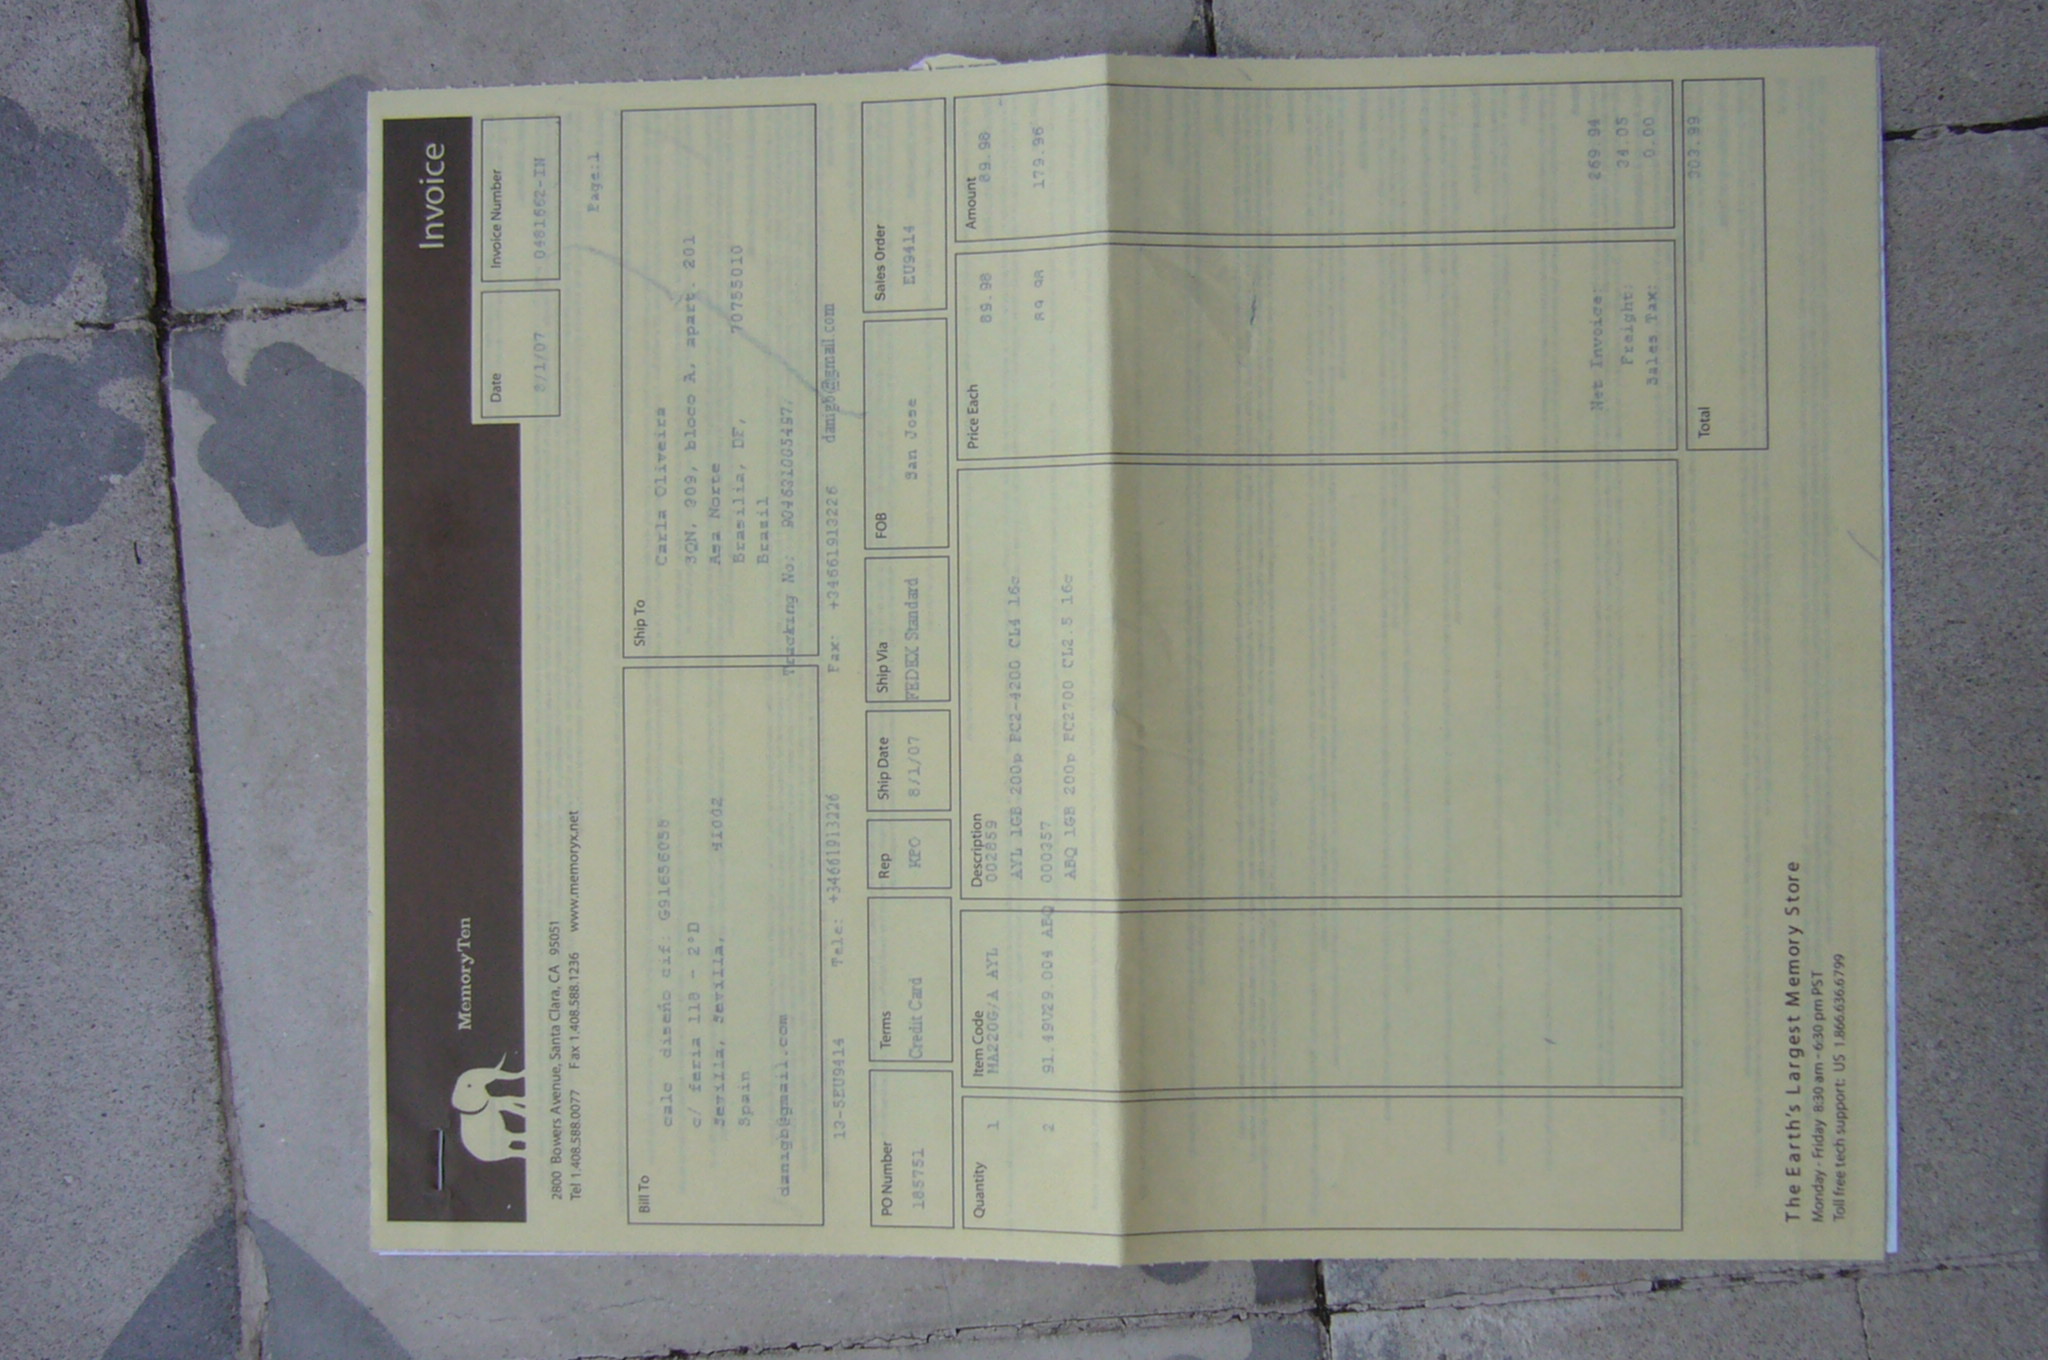 Invoice
MemoryTen
2800 Bowers Avenue, Santa Clara, CA 95051
Tel 1.408.588.0077 Fax 1.408.588.1236 www.memoryx.net
Date
8/1/07
Invoice Number
0481662-IN
Page:1
Bill To
calc diseño cif: G91656058
c/ feria 118 - 2°D
Sevilla, Sevilla, 41002
Spain
danigb@gmail.com
Ship To
Carla Oliveira
SQN, 909, bloco A, apart. 201
Asa Norte
Brasilia, DF, 70755010
Brasil
Tracking No:
13-SEU9414 Tele: +34661913226 Fax: +34661913226 danigb@gmail.com
PO Number
185751
Terms
Credit Card
Rep
KPO
Ship Date
8/1/07
Ship Via
FEDEX Standard
FOB
San Jose
Sales Order
EU9414
Quantity Item Code Description Price Each Amount
1 MA220G/A AYL 002859 89.98 89.98
AYL 1GB 200p PC2-4200 CL4 16c
2 91.49V29.004 ABQ 000357 89.98 179.96
ABQ 1GB 200p PC2700 CL2.5 16c
Net Invoice: 269.94
Freight: 34.05
Sales Tax: 0.00
Total 303.99
The Earth's Largest Memory Store
Monday - Friday 8:30 am - 6:30 pm PST
Toll free tech support: US 1.866.636.6799